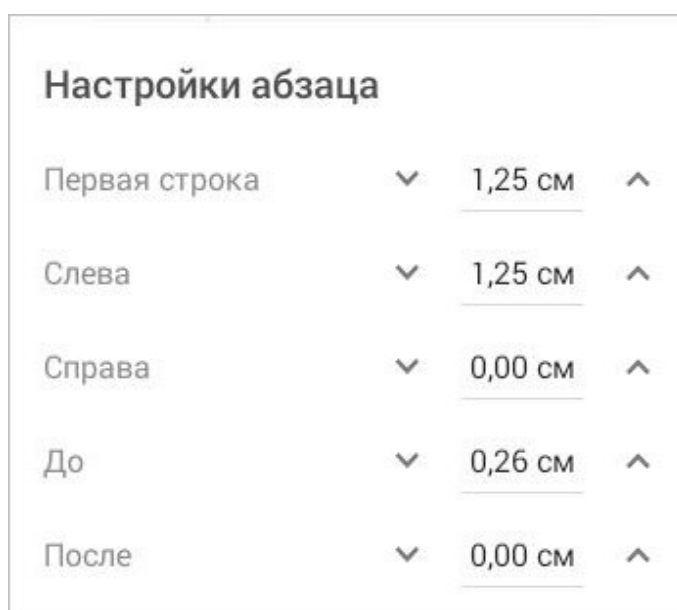 Настройки абзаца
Первая строка 1,25 см
Слева 1,25 см
Справа 0,00 см
До 0,26 см
После 0,00 см